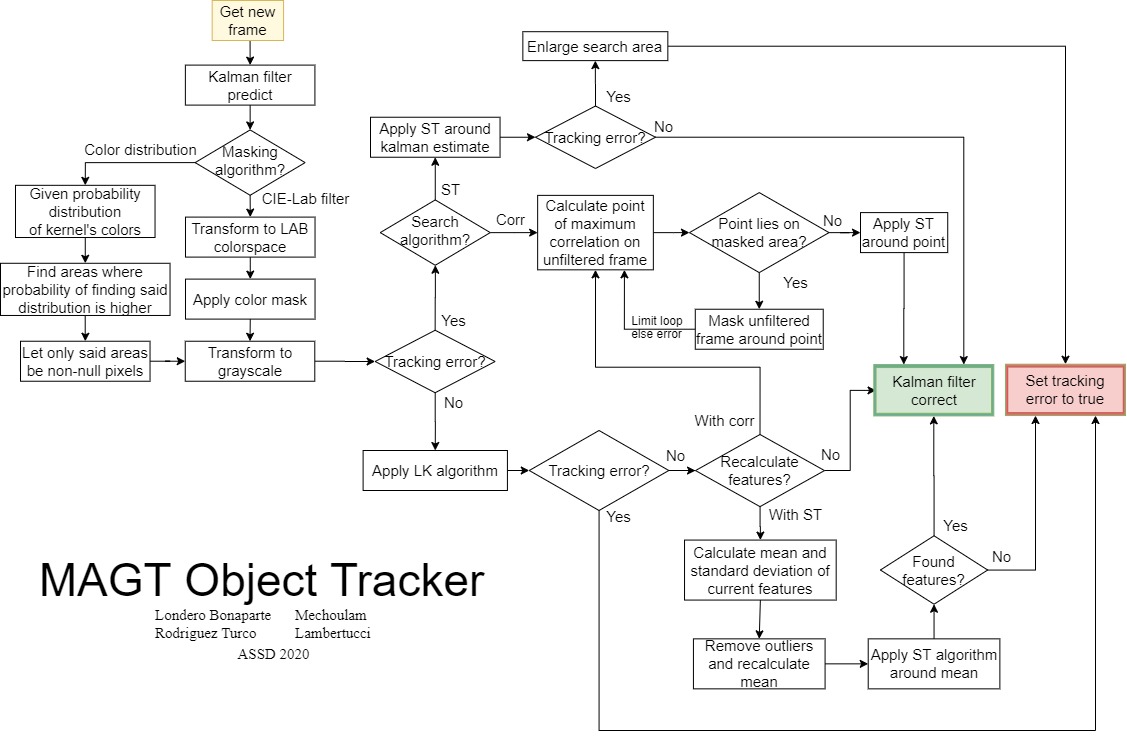 Get new
frame
Kalman filter
predict
Masking
algorithm?
Color distribution
CIE-Lab filter
Given probability
distribution
of kernel's colors
Find areas where
probability of finding said
distribution is higher
Let only said areas
be non-null pixels
Transform to LAB
colorspace
Apply color mask
Transform to
grayscale
Tracking error?
Yes
No
Search
algorithm?
ST
Corr
Apply ST around
kalman estimate
Tracking error?
Yes
No
Enlarge search area
Calculate point
of maximum
correlation on
unfiltered frame
Point lies on
masked area?
No
Yes
Apply ST
around point
Mask unfiltered
frame around point
Limit loop
else error
Kalman filter
correct
Set tracking
error to true
Apply LK algorithm
Tracking error?
No
Yes
Recalculate
features?
With corr
No
With ST
Calculate mean and
standard deviation of
current features
Remove outliers
and recalculate
mean
Apply ST algorithm
around mean
Found
features?
Yes
No
MAGT Object Tracker
Londero Bonaparte Mechoulam
Rodriguez Turco Lambertucci
ASSD 2020